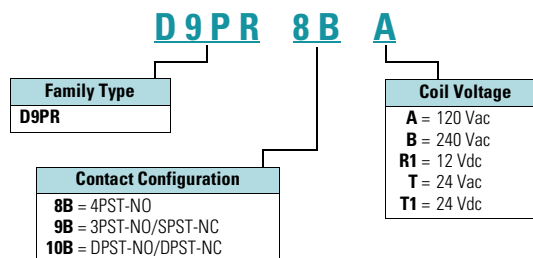 D9PR 8B A
Family Type
D9PR
Contact Configuration
8B = 4PST-NO
9B = 3PST-NO/SPST-NC
10B = DPST-NO/DPST-NC
Coil Voltage
A = 120 Vac
B = 240 Vac
R1 = 12 Vdc
T = 24 Vac
T1 = 24 Vdc